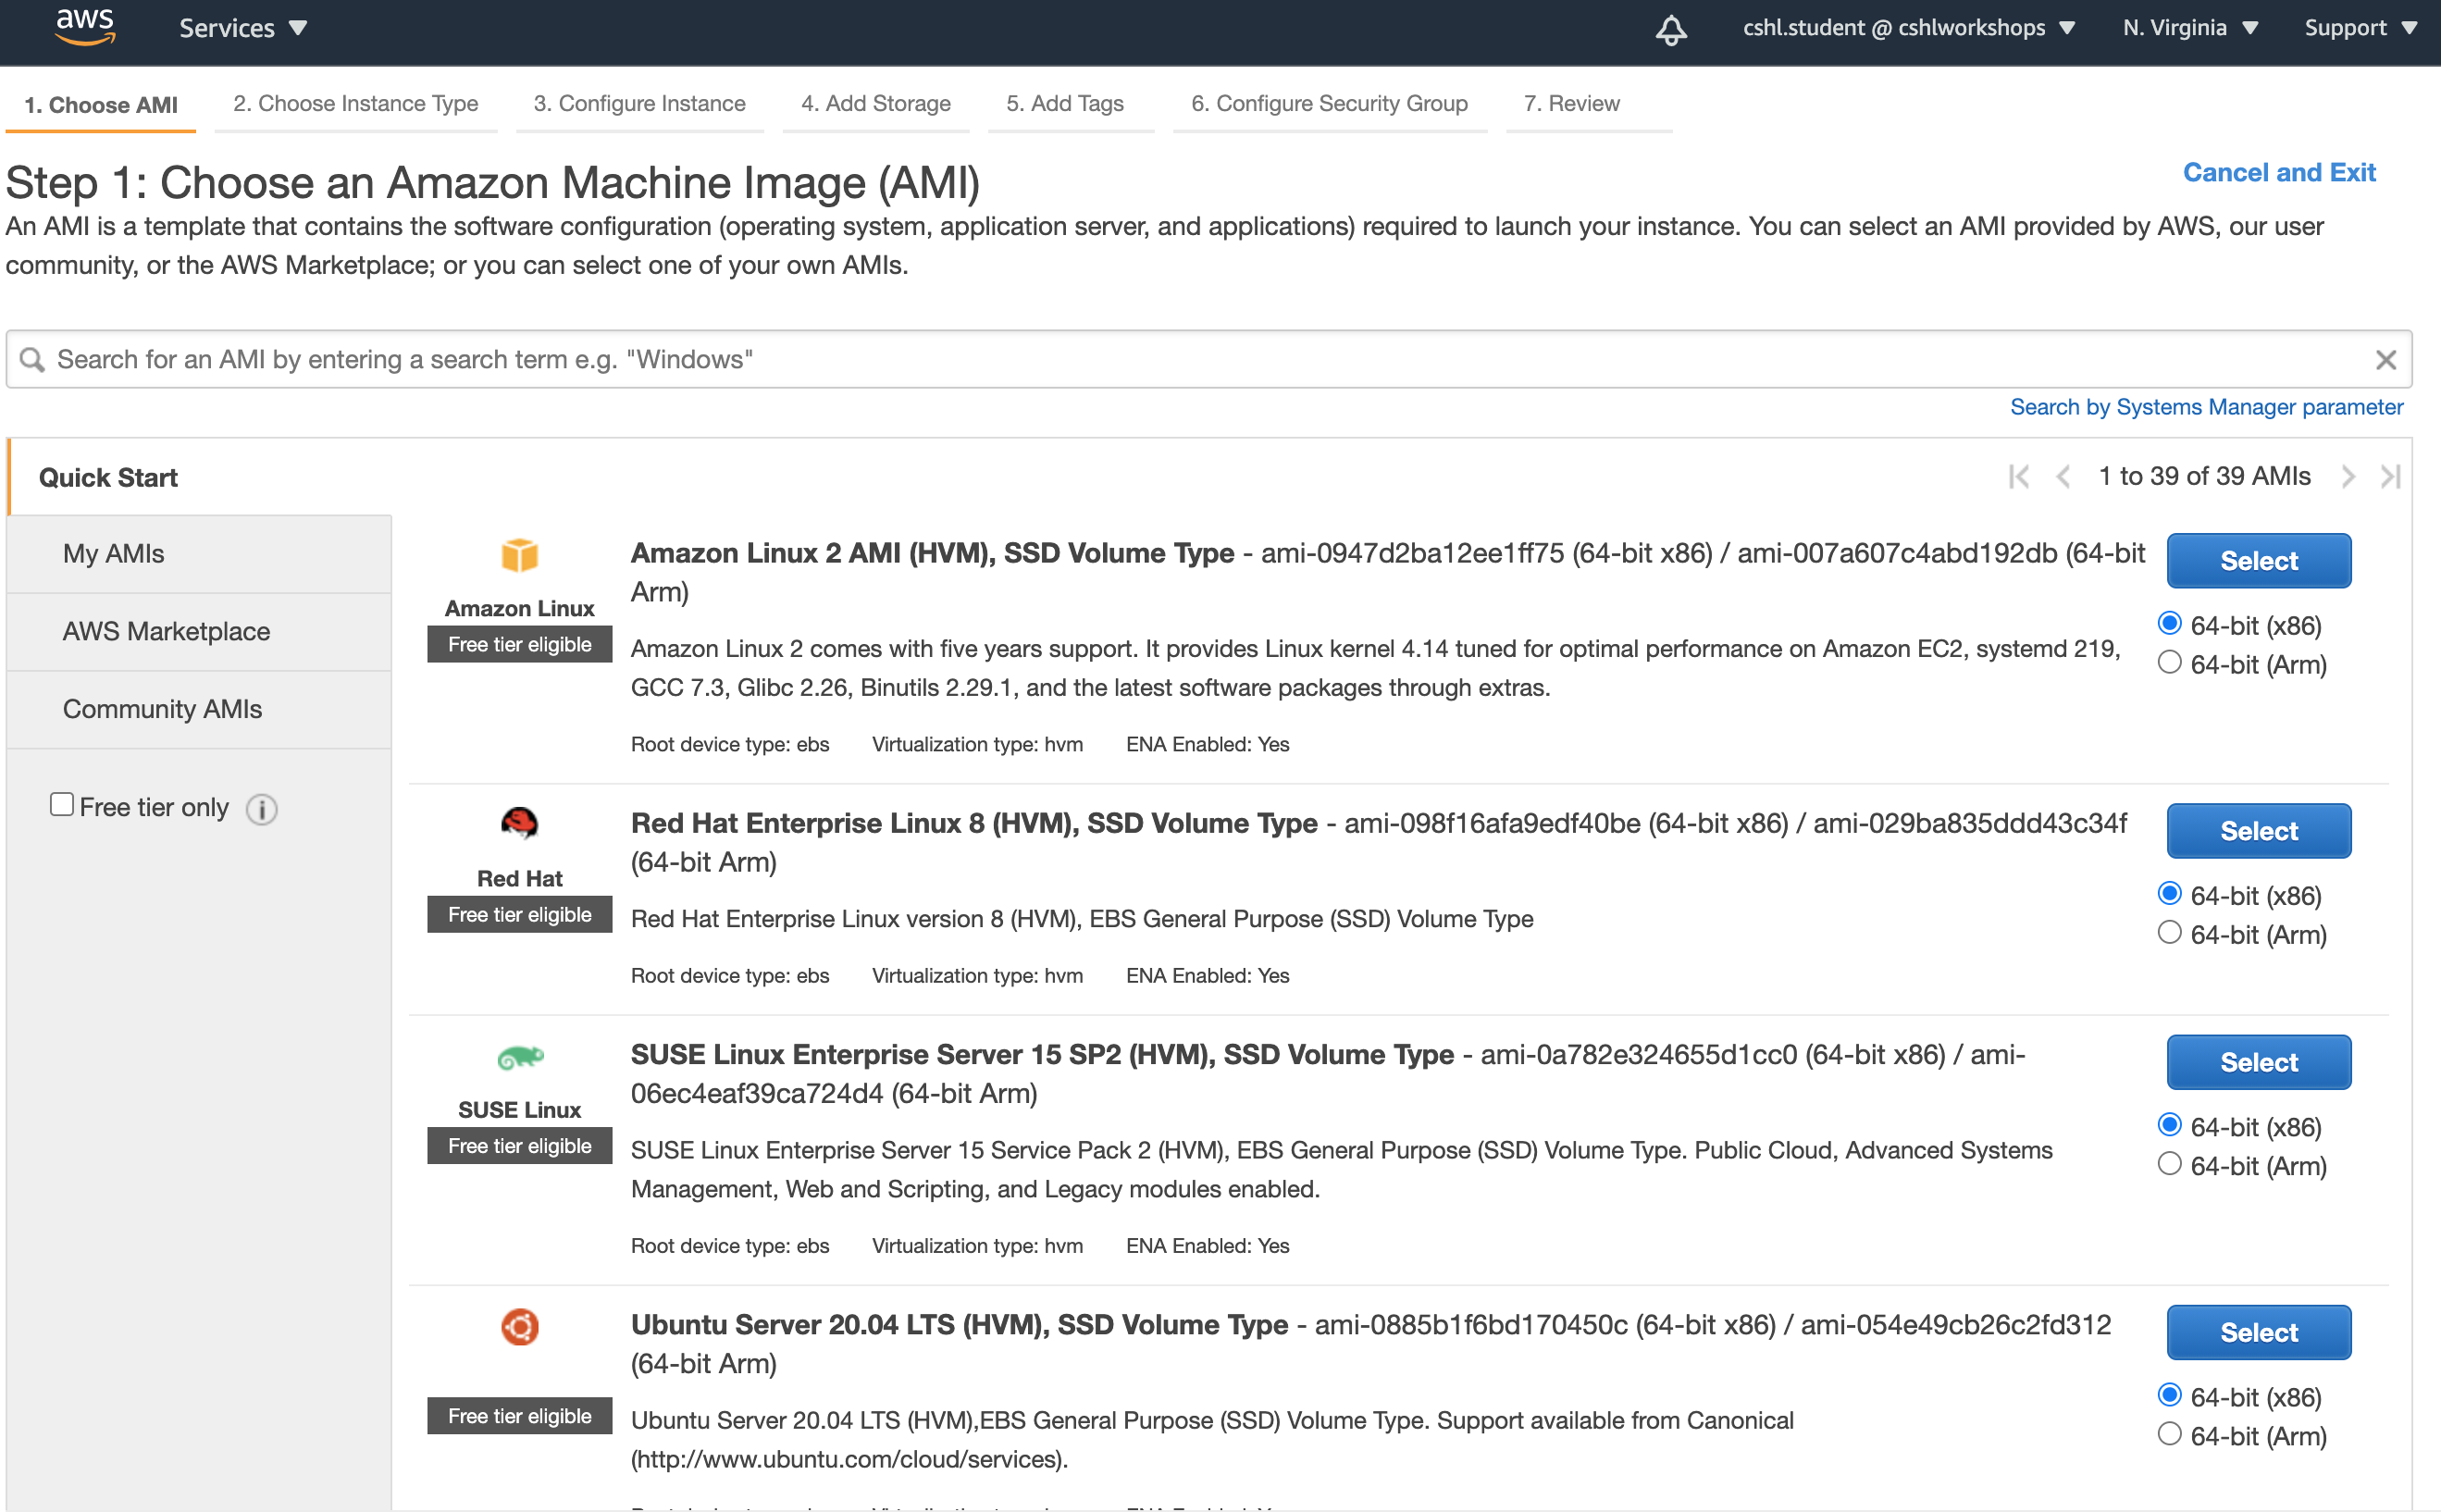 aws
Services
cshl.student @ cshlworkshops
N. Virginia
Support
1. Choose AMI
2. Choose Instance Type
3. Configure Instance
4. Add Storage
5. Add Tags
6. Configure Security Group
7. Review
Step 1: Choose an Amazon Machine Image (AMI)
Cancel and Exit
An AMI is a template that contains the software configuration (operating system, application server, and applications) required to launch your instance. You can select an AMI provided by AWS, our user
community, or the AWS Marketplace; or you can select one of your own AMIs.
Search for an AMI by entering a search term e.g. "Windows"
Search by Systems Manager parameter
Quick Start
1 to 39 of 39 AMIs
My AMIs
AWS Marketplace
Community AMIs
Free tier only
Amazon Linux
Free tier eligible
Amazon Linux 2 AMI (HVM), SSD Volume Type - ami-0947d2ba12ee1ff75 (64-bit x86) / ami-007a607c4abd192db (64-bit
Arm)
Amazon Linux 2 comes with five years support. It provides Linux kernel 4.14 tuned for optimal performance on Amazon EC2, systemd 219,
GCC 7.3, Glibc 2.26, Binutils 2.29.1, and the latest software packages through extras.
Root device type: ebs Virtualization type: hvm ENA Enabled: Yes
Select
64-bit (x86)
64-bit (Arm)
Red Hat
Free tier eligible
Red Hat Enterprise Linux 8 (HVM), SSD Volume Type - ami-098f16afa9edf40be (64-bit x86) / ami-029ba835ddd43c34f
(64-bit Arm)
Red Hat Enterprise Linux version 8 (HVM), EBS General Purpose (SSD) Volume Type
Root device type: ebs Virtualization type: hvm ENA Enabled: Yes
Select
64-bit (x86)
64-bit (Arm)
SUSE Linux
Free tier eligible
SUSE Linux Enterprise Server 15 SP2 (HVM), SSD Volume Type - ami-0a782e324655d1cc0 (64-bit x86) / ami-
06ec4eaf39ca724d4 (64-bit Arm)
SUSE Linux Enterprise Server 15 Service Pack 2 (HVM), EBS General Purpose (SSD) Volume Type. Public Cloud, Advanced Systems
Management, Web and Scripting, and Legacy modules enabled.
Root device type: ebs Virtualization type: hvm ENA Enabled: Yes
Select
64-bit (x86)
64-bit (Arm)
Free tier eligible
Ubuntu Server 20.04 LTS (HVM), SSD Volume Type - ami-0885b1f6bd170450c (64-bit x86) / ami-054e49cb26c2fd312
(64-bit Arm)
Ubuntu Server 20.04 LTS (HVM),EBS General Purpose (SSD) Volume Type. Support available from Canonical
(http://www.ubuntu.com/cloud/services).
Select
64-bit (x86)
64-bit (Arm)